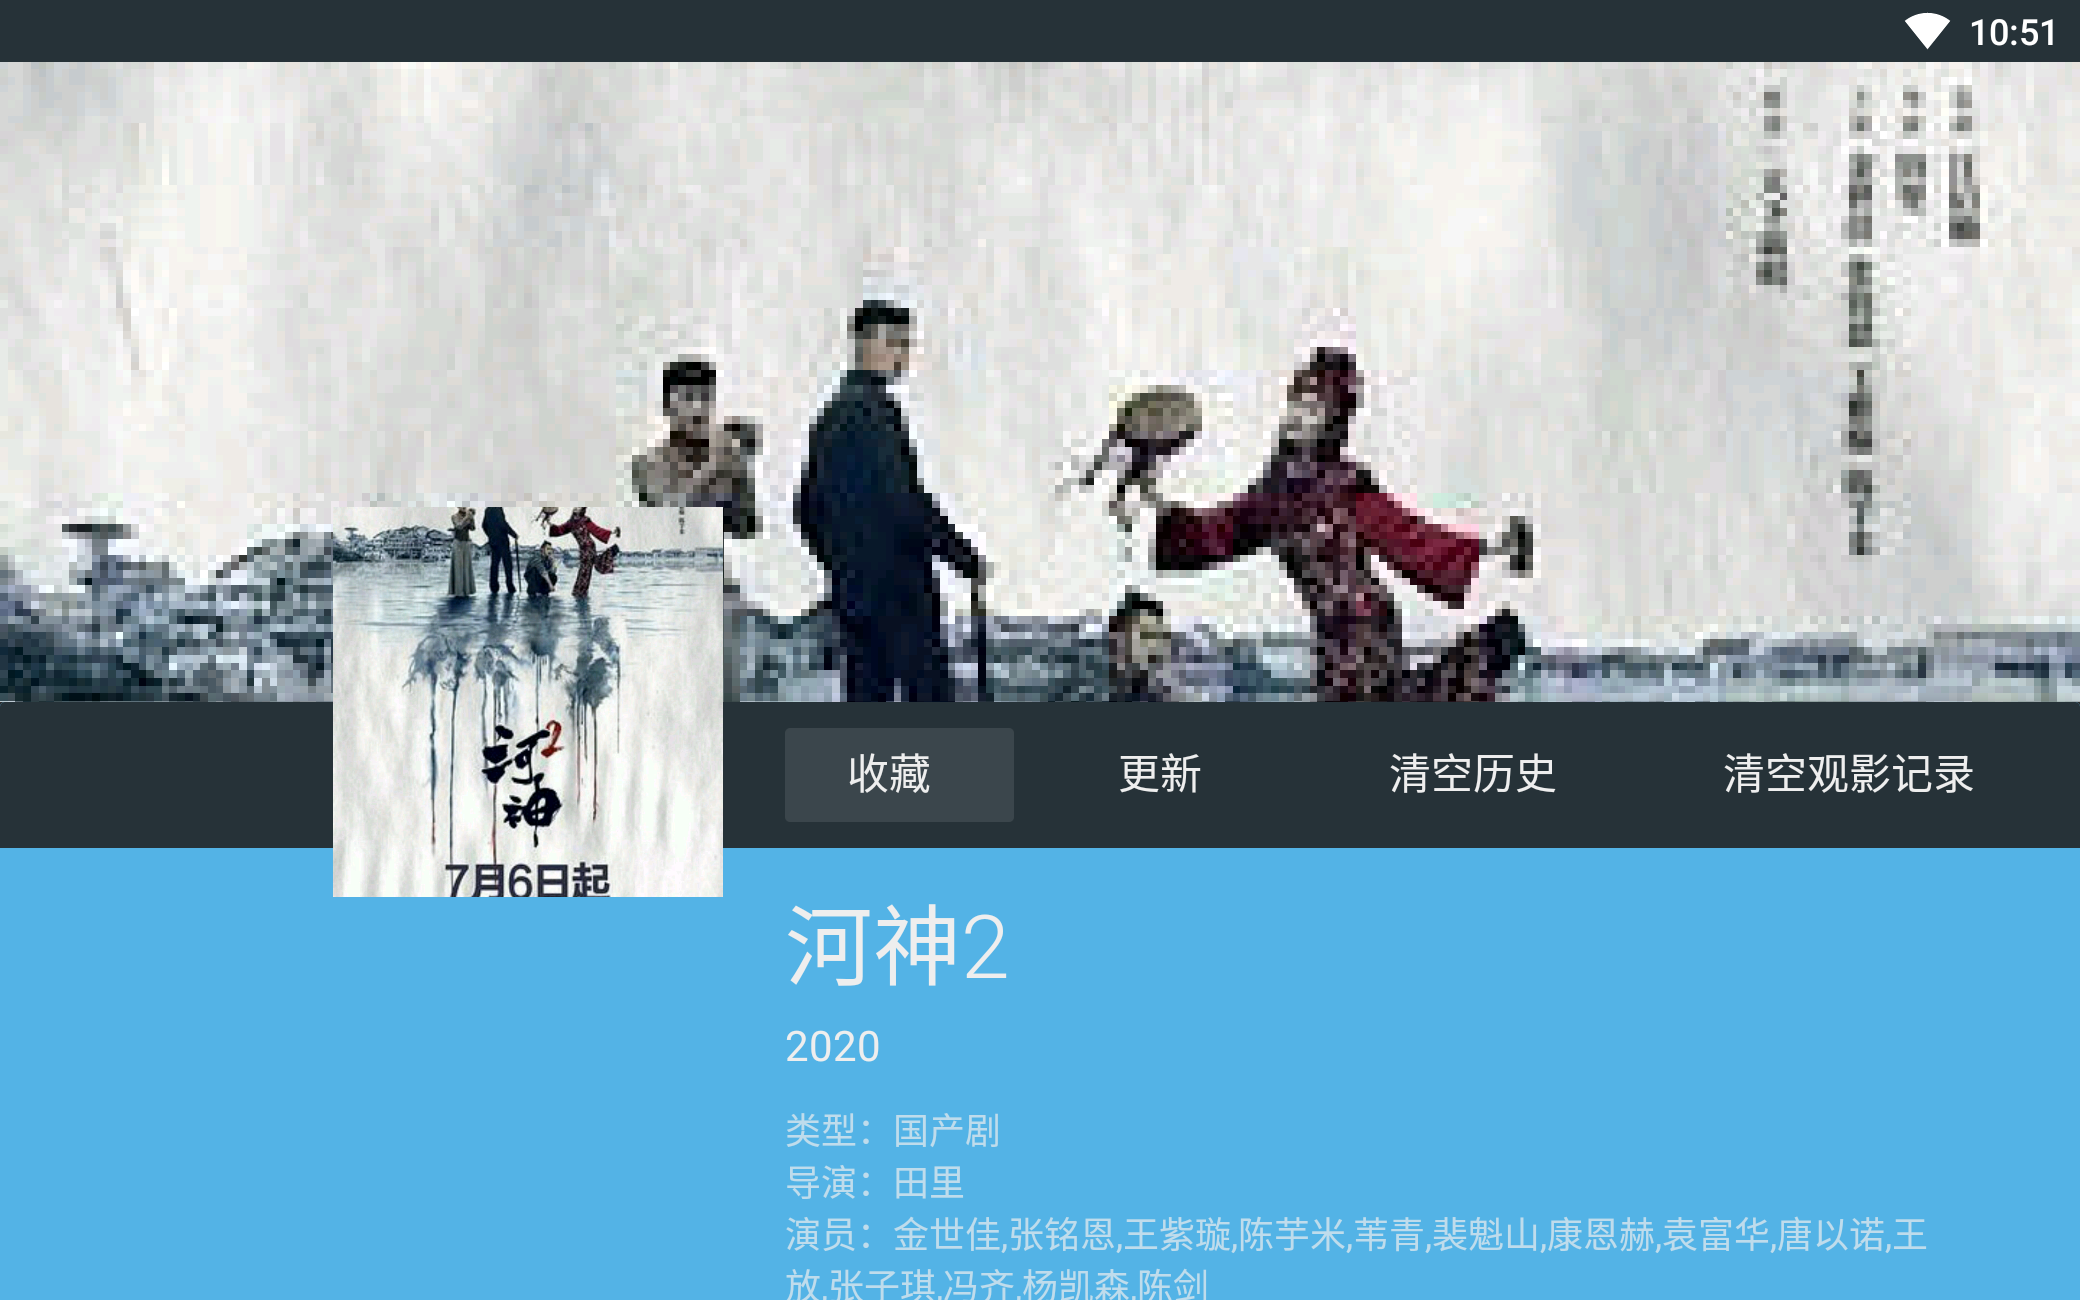 10:51
河神2
7月6日起
收藏
更新
清空历史
清空观影记录
河神2
2020
类型：国产剧
导演：田里
演员：金世佳,张铭恩,王紫璇,陈芋米,苇青,裴魁山,康恩赫,袁富华,唐以诺,王
放,张子琪,冯齐,杨凯森,陈剑